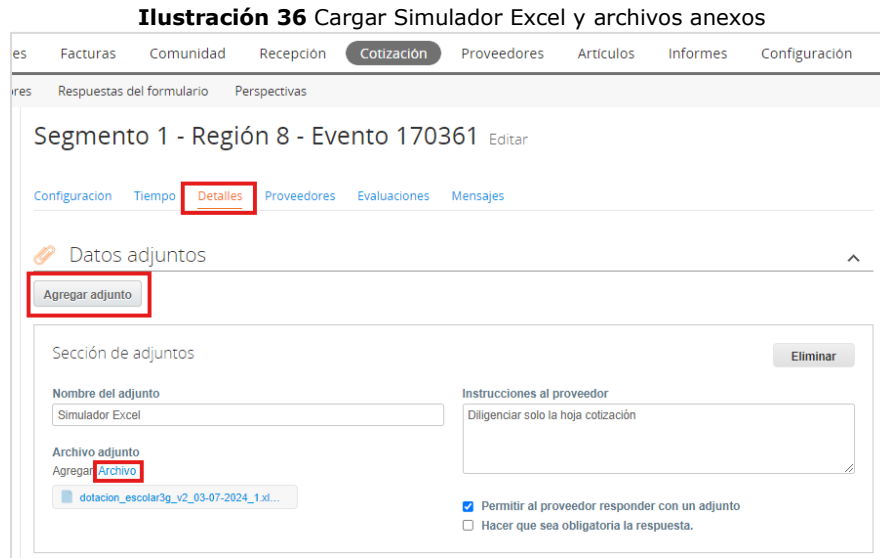 Ilustración 36 Cargar Simulador Excel y archivos anexos
es Facturas Comunidad Recepción Cotización Proveedores Artículos Informes Configuración
ores Respuestas del formulario Perspectivas
Segmento 1 - Región 8 - Evento 170361 Editar
Configuración Tiempo Detalles Proveedores Evaluaciones Mensajes
Datos adjuntos
Agregar adjunto
Sección de adjuntos
Eliminar
Nombre del adjunto
Simulador Excel
Instrucciones al proveedor
Diligenciar solo la hoja cotización
Archivo adjunto
Agregar Archivo
dotacion_escolar3g_v2_03-07-2024_1.xl...
Permitir al proveedor responder con un adjunto
Hacer que sea obligatoria la respuesta.